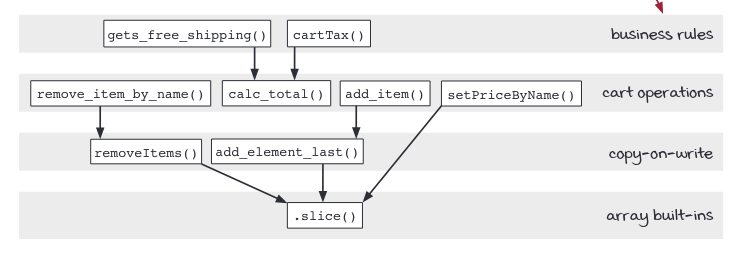 gets_free_shipping() cartTax() business rules
remove_item_by_name() calc_total() add_item() setPriceByName() cart operations
removeItems() add_element_last() copy-on-write
.slice() array built-ins